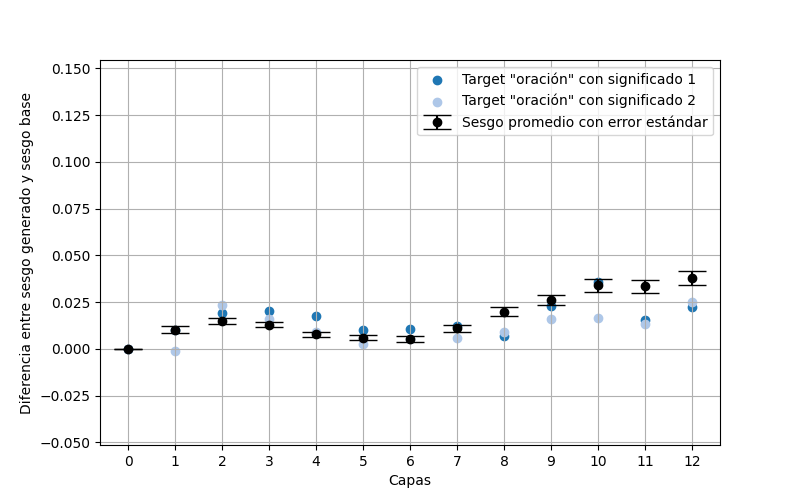 Target "oración" con significado 1
Target "oración" con significado 2
Sesgo promedio con error estándar
Diferencia entre sesgo generado y sesgo base
0.150
0.125
0.100
0.075
0.050
0.025
0.000
−0.025
−0.050
0 1 2 3 4 5 6 7 8 9 10 11 12
Capas